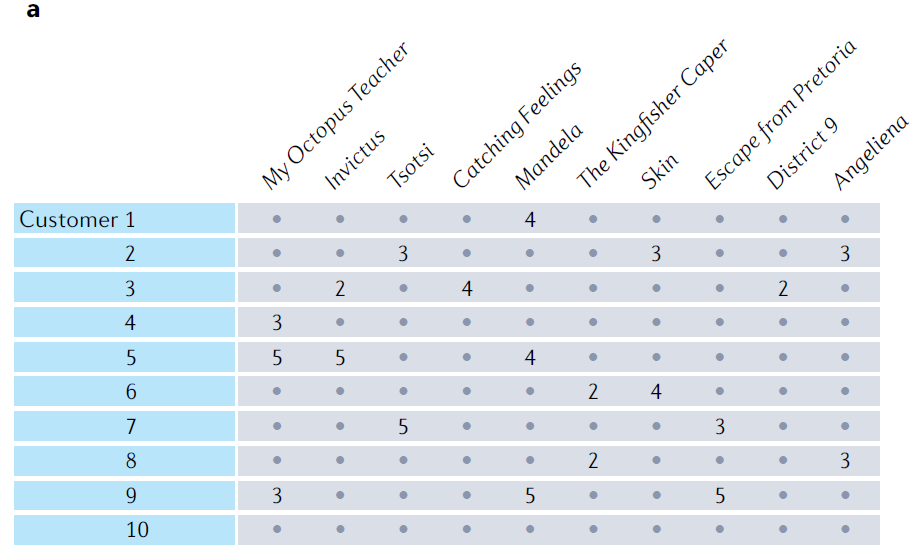 a
My Octopus Teacher
Invictus
Tsotsi
Catching Feelings
Mandela
The Kingfisher Caper
Skin
Escape from Pretoria
District 9
Angeliena
Customer 1 • • • • 4 • • • • •
2 • • 3 • • • 3 • • 3
3 • 2 • 4 • • • • 2 •
4 3 • • • • • • • • •
5 5 5 • • 4 • • • • •
6 • • • • • 2 4 • • •
7 • • 5 • • • • 3 • •
8 • • • • • 2 • • • 3
9 3 • • • 5 • • 5 • •
10 • • • • • • • • • •